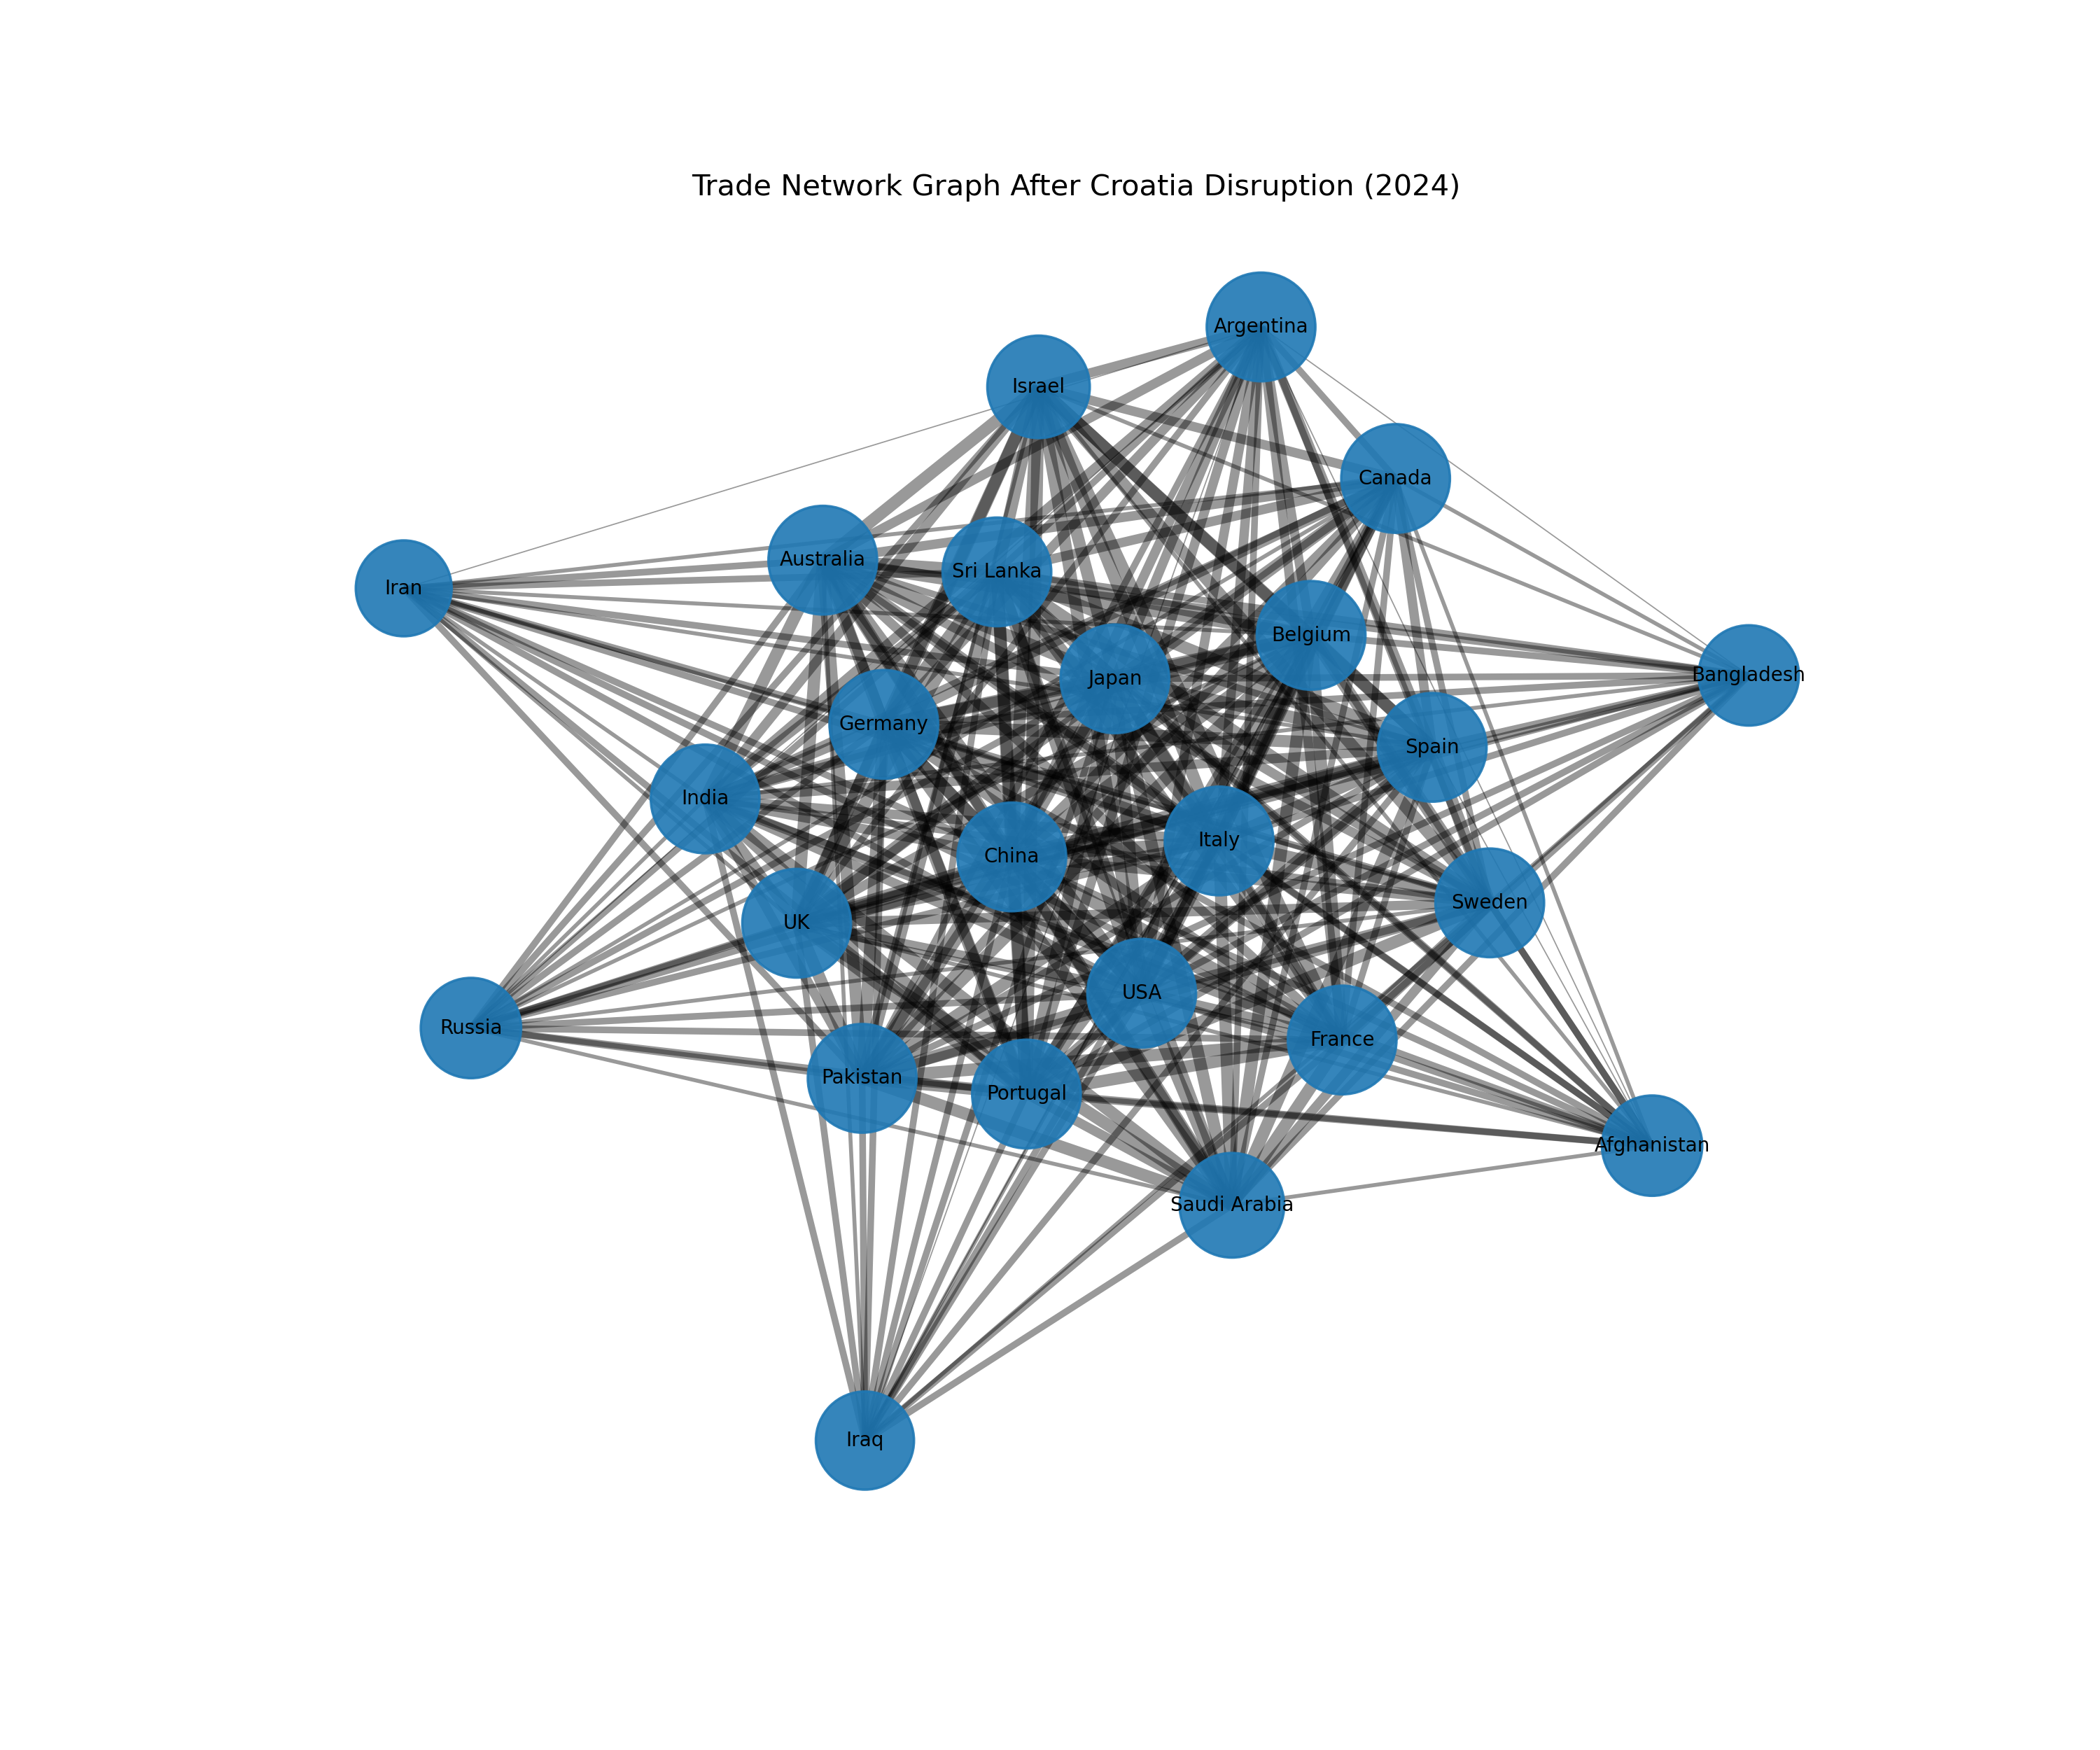 Trade Network Graph After Croatia Disruption (2024)
Argentina
Israel
Canada
Australia
Sri Lanka
Iran
Belgium
Bangladesh
Japan
Germany
Spain
India
Italy
China
Sweden
UK
USA
Russia
France
Pakistan
Portugal
Afghanistan
Saudi Arabia
Iraq